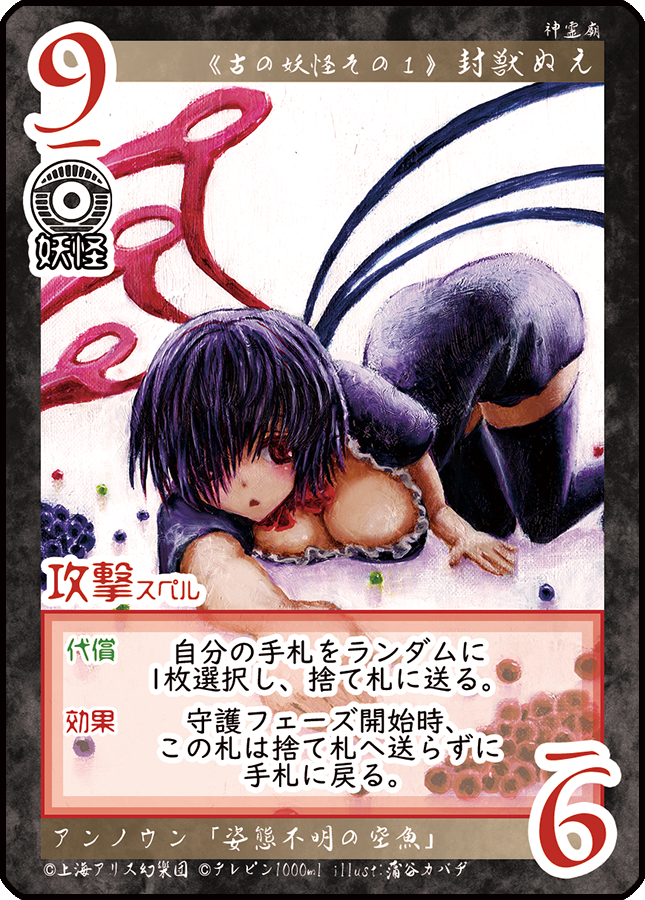 神霊廟
9
《古の妖怪その1》 封獣ぬえ
妖怪
攻撃スペル
代償
自分の手札をランダムに
1枚選択し、捨て札に送る。
効果
守護フェーズ開始時、
この札は捨て札へ送らずに
手札に戻る。
9
アンノウン「姿態不明の空魚」
©上海アリス幻樂団 ©テレピン1000ml illust:蒲谷カバヂ